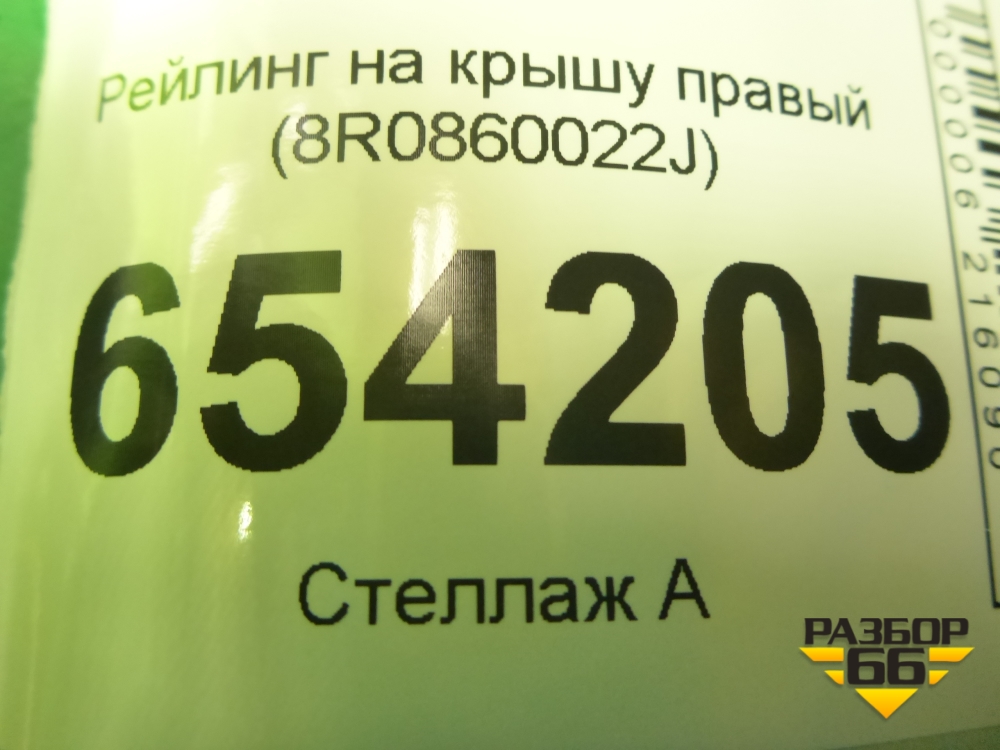 Рейлинг на крышу правый
(8R0860022J)
654205
Стеллаж А
РАЗБОР
66